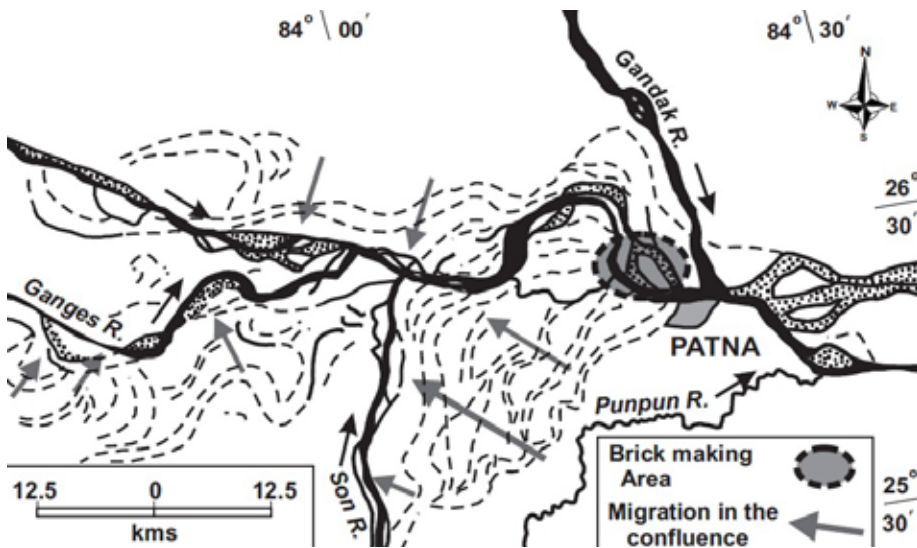 84° 00′
84° 30′
Gandak R.
N
W E
S
26°
30′
Ganges R.
PATNA
Punpun R.
Son R.
12.5 0 12.5
kms
Brick making
Area
Migration in the
confluence
25°
30′